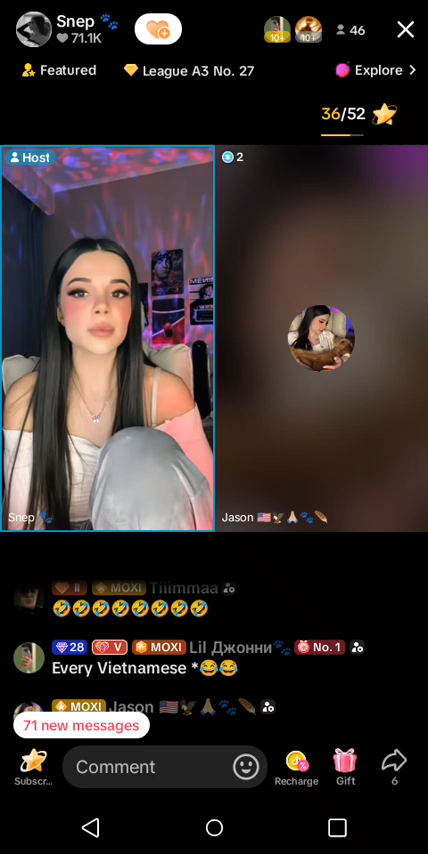 Snep 🐾
71.1K
10+
10+
46
Featured
League A3 No. 27
Explore
36/52
Host
2
Snep 🐾
Jason 🇺🇸🦅🙏🏻🐾🪶
II MOXI Tiiimmaa
🤣🤣🤣🤣🤣🤣🤣🤣
28 V MOXI Lil Джонни🐾 No. 1
Every Vietnamese *😂😂
MOXI Jason 🇺🇸🦅🙏🏻🐾🪶
71 new messages
Comment
Subscr...
Recharge
Gift
6